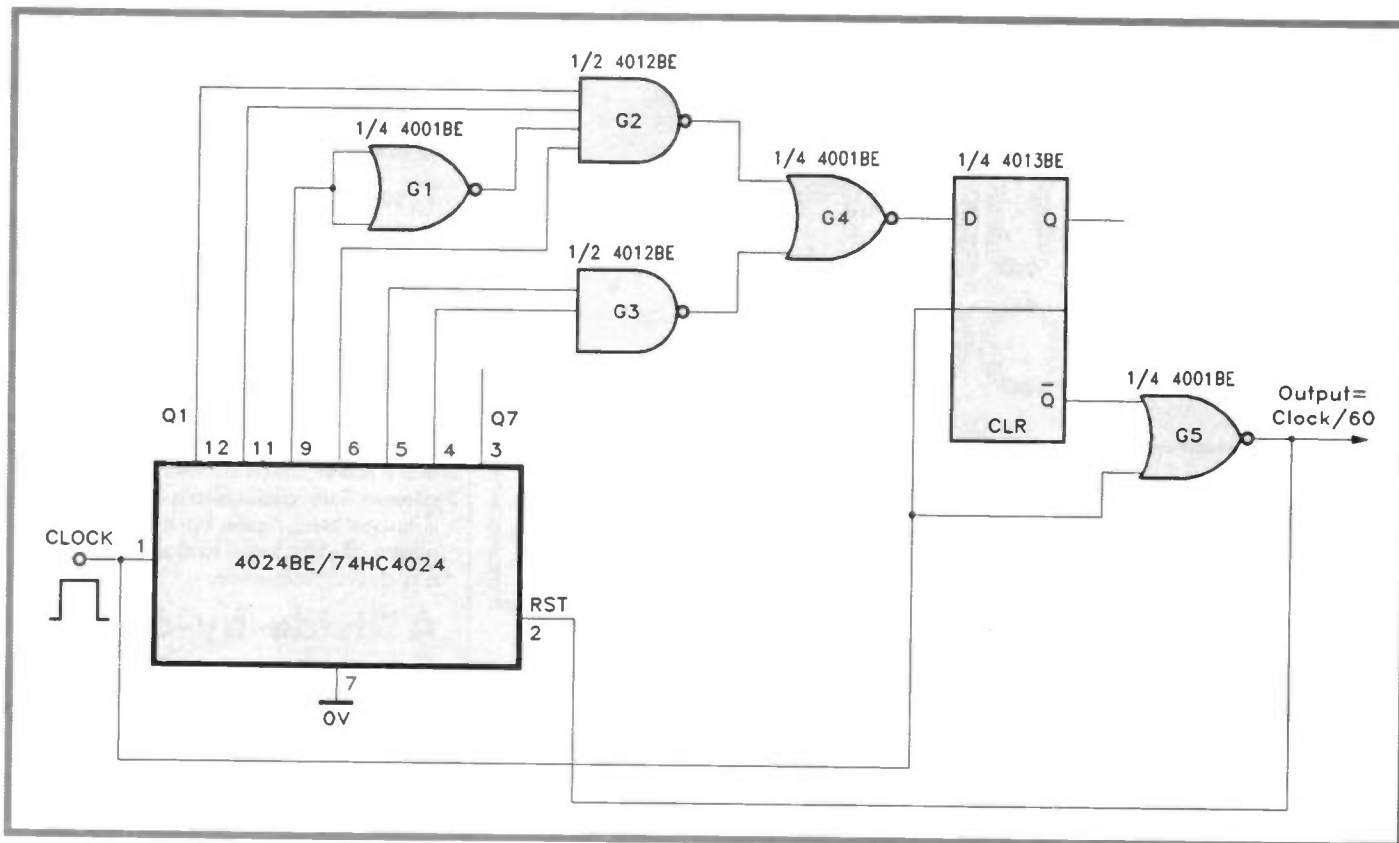 1/2 4012BE
G2
1/4 4001BE
G1
1/4 4001BE
G4
1/4 4013BE
D Q
1/2 4012BE
G3
Q
CLR
1/4 4001BE
G5
Output=
Clock/60
Q1
12 11 9 6 5 4 3
Q7
CLOCK
1
4024BE/74HC4024
RST
2
7
0V